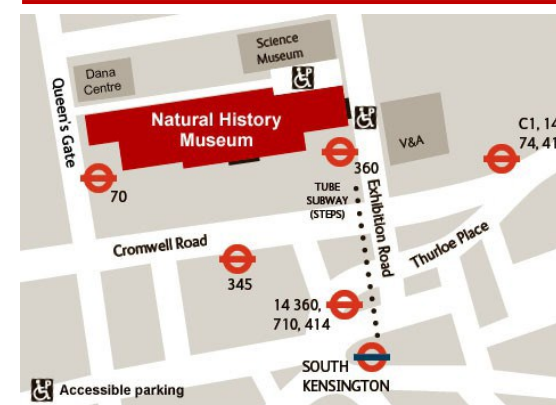 Science
Museum
Dana
Centre
Queen's Gate
Natural History
Museum
V&A
C1, 14
74, 41
360
70
TUBE
SUBWAY
(STEPS)
Exhibition Road
Thurloe Place
Cromwell Road
345
14 360,
710, 414
SOUTH
KENSINGTON
P
P
P
Accessible parking